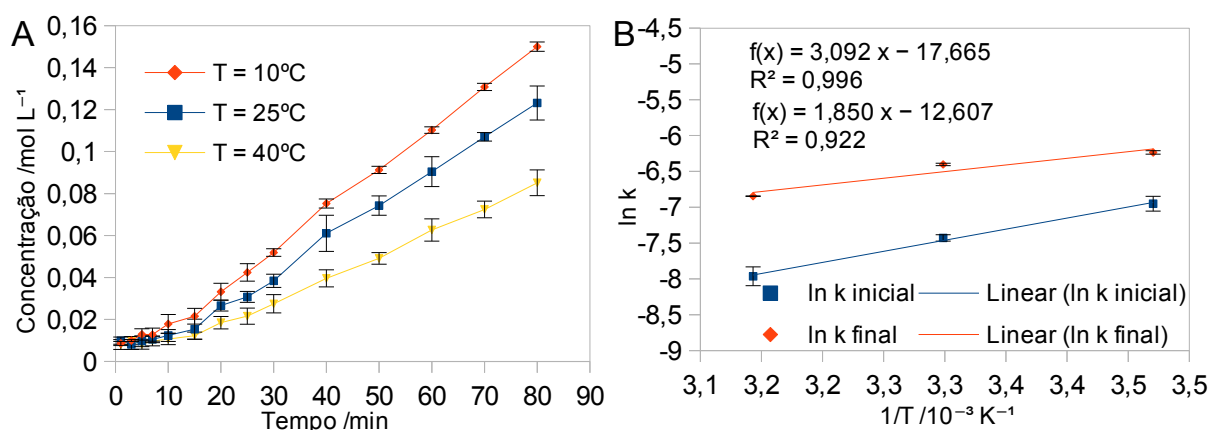 A
0,16
0,14
0,12
0,1
0,08
0,06
0,04
0,02
0
Concentração /mol L⁻¹
T = 10ºC
T = 25ºC
T = 40ºC
0 10 20 30 40 50 60 70 80 90
Tempo /min
B
-4,5
-5
-5,5
-6
-6,5
-7
-7,5
-8
-8,5
-9
ln k
f(x) = 3,092 x − 17,665
R² = 0,996
f(x) = 1,850 x − 12,607
R² = 0,922
ln k inicial Linear (ln k inicial)
ln k final Linear (ln k final)
3,1 3,2 3,2 3,3 3,3 3,4 3,4 3,5 3,5
1/T /10⁻³ K⁻¹